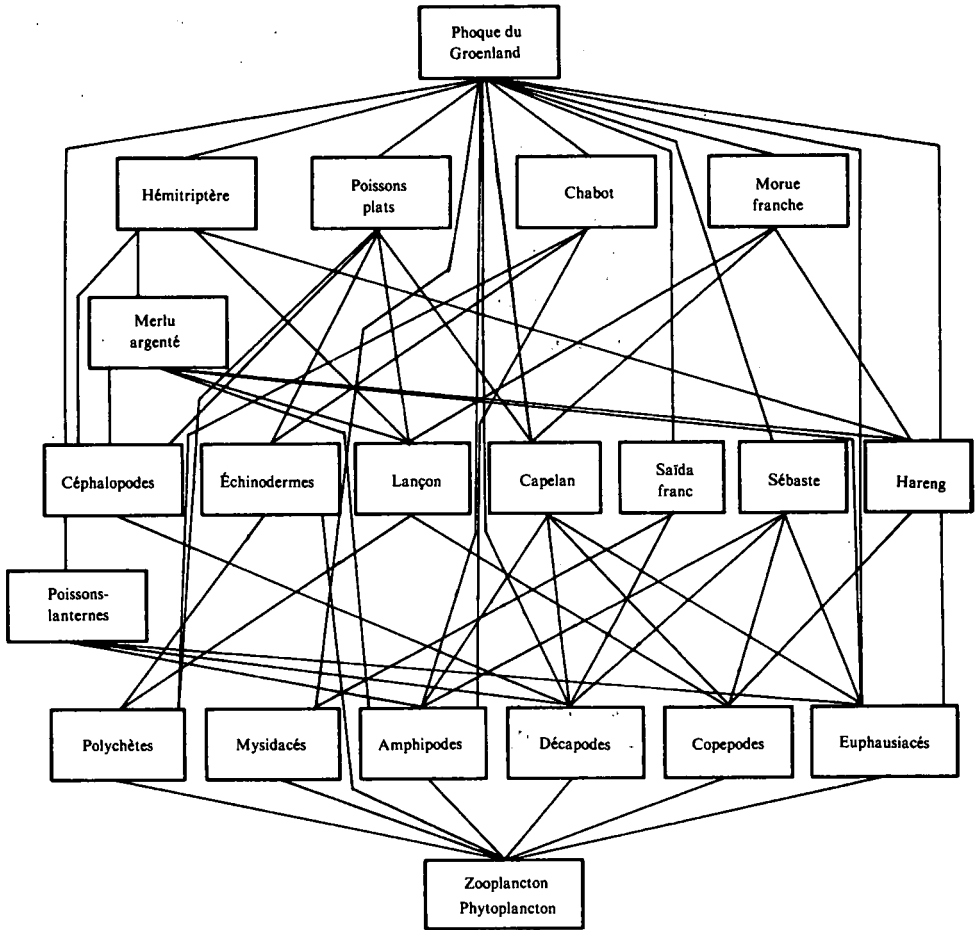 Phoque du
Groenland
Hémitriptère
Poissons
plats
Chabot
Morue
franche
Merlu
argenté
Céphalopodes
Échinodermes
Lançon
Capelan
Saïda
franc
Sébaste
Hareng
Poissons-
lanternes
Polychètes
Mysidacés
Amphipodes
Décapodes
Copepodes
Euphausiacés
Zooplancton
Phytoplancton